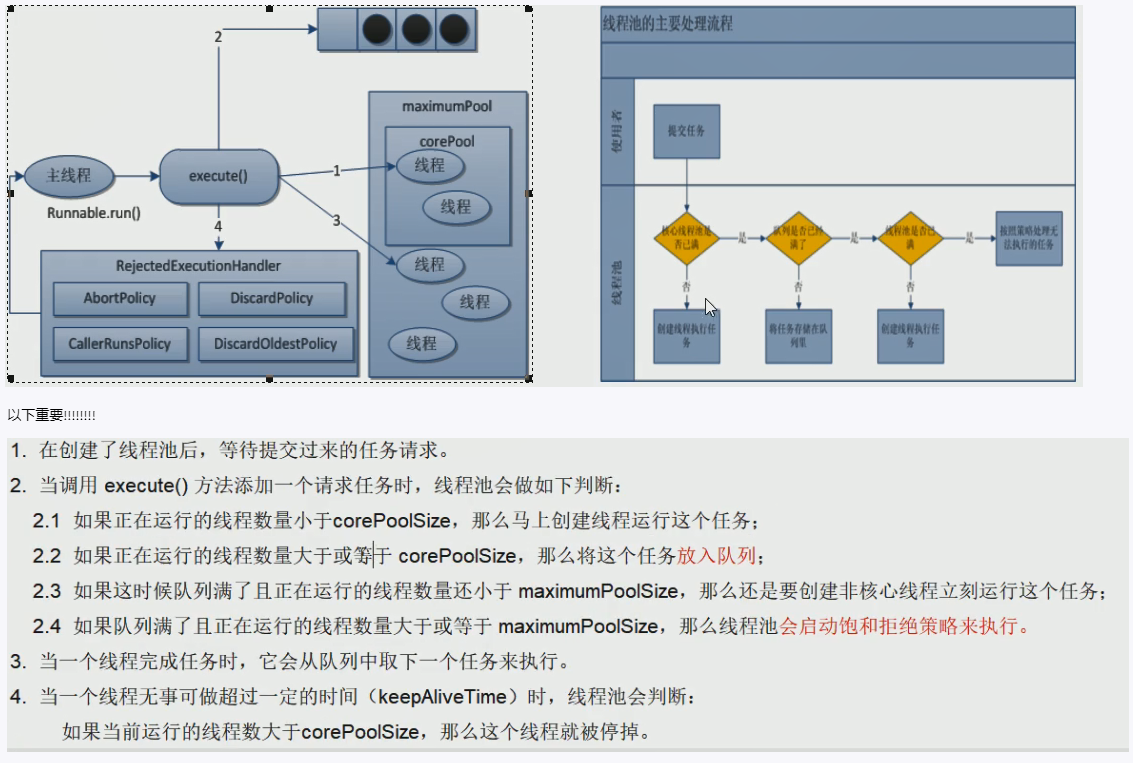 2
maximumPool
corePool
线程
线程
1
主线程
execute()
Runnable.run()
3
4
线程
线程
线程
RejectedExecutionHandler
AbortPolicy
DiscardPolicy
CallerRunsPolicy
DiscardOldestPolicy
线程池的主要处理流程
使用者
提交任务
线程池
核心线程池是
否已满
是
队列是否已经
满了
是
线程池是否已
满
是
按照策略处理无
法执行的任务
否
否
否
创建线程执行任
务
将任务存储在队
列里
创建线程执行任
务
以下重要!!!!!!!!
1. 在创建了线程池后，等待提交过来的任务请求。
2. 当调用 execute() 方法添加一个请求任务时，线程池会做如下判断：
2.1 如果正在运行的线程数量小于corePoolSize，那么马上创建线程运行这个任务；
2.2 如果正在运行的线程数量大于或等于 corePoolSize，那么将这个任务放入队列；
2.3 如果这时候队列满了且正在运行的线程数量还小于 maximumPoolSize，那么还是要创建非核心线程立刻运行这个任务；
2.4 如果队列满了且正在运行的线程数量大于或等于 maximumPoolSize，那么线程池会启动饱和拒绝策略来执行。
3. 当一个线程完成任务时，它会从队列中取下一个任务来执行。
4. 当一个线程无事可做超过一定的时间（keepAliveTime）时，线程池会判断：
如果当前运行的线程数大于corePoolSize，那么这个线程就被停掉。